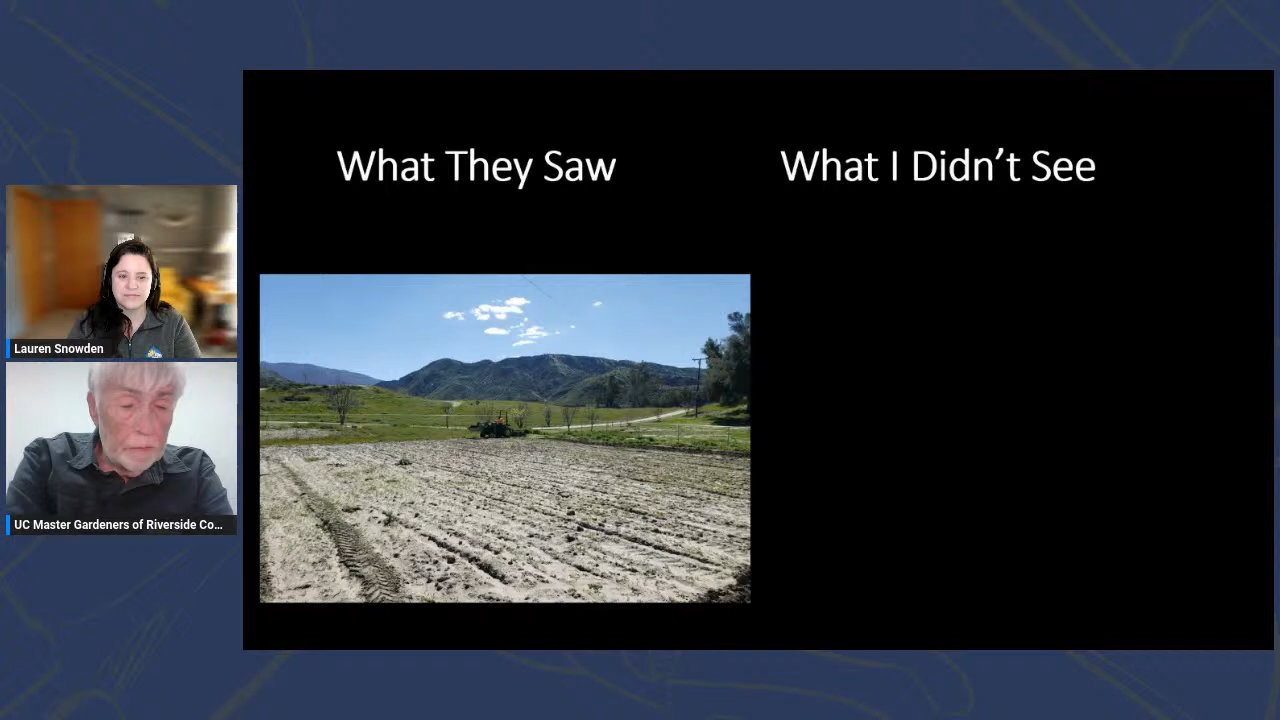 What They Saw
What I Didn't See
Lauren Snowden
UC Master Gardeners of Riverside Co...